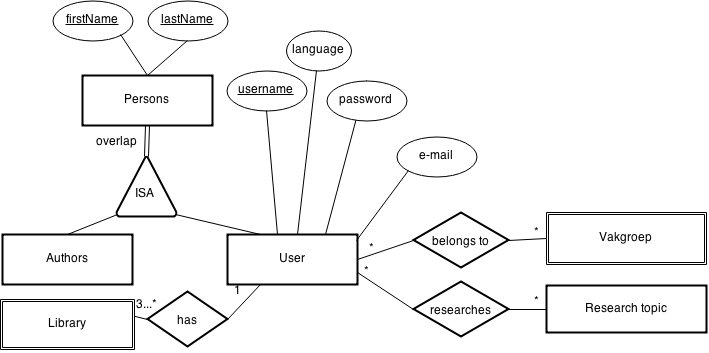 firstName
lastName
language
username
password
Persons
overlap
e-mail
ISA
Authors
User
*
belongs to
*
Vakgroep
*
1
3...*
Library
has
researches
*
Research topic